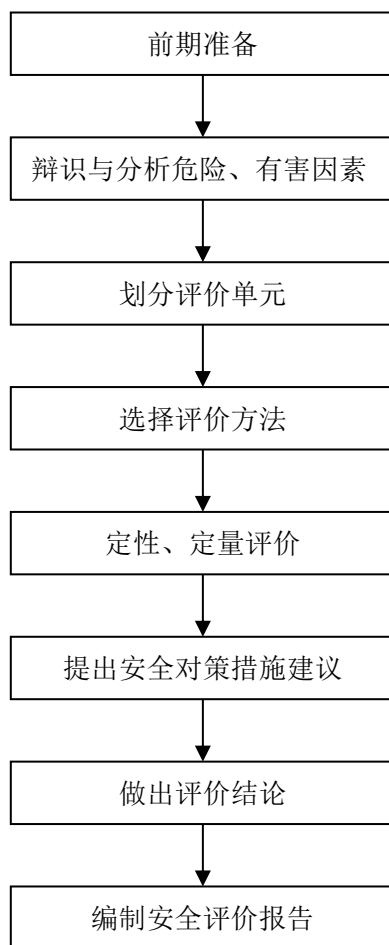 前期准备
辩识与分析危险、有害因素
划分评价单元
选择评价方法
定性、定量评价
提出安全对策措施建议
做出评价结论
编制安全评价报告